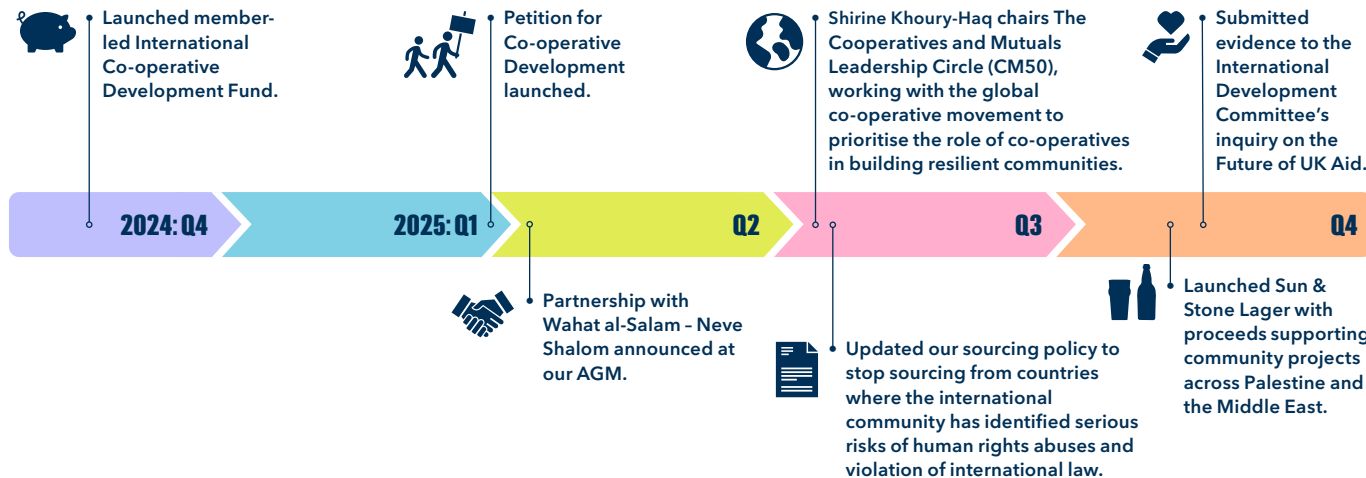 Launched member-
led International
Co-operative
Development Fund.
Petition for
Co-operative
Development
launched.
Shirine Khoury-Haq chairs The
Cooperatives and Mutuals
Leadership Circle (CM50),
working with the global
co-operative movement to
prioritise the role of co-operatives
in building resilient communities.
Submitted
evidence to the
International
Development
Committee’s
inquiry on the
Future of UK Aid.
2024: Q4
2025: Q1
Q2
Q3
Q4
Partnership with
Wahat al-Salam – Neve
Shalom announced at
our AGM.
Updated our sourcing policy to
stop sourcing from countries
where the international
community has identified serious
risks of human rights abuses and
violation of international law.
Launched Sun &
Stone Lager with
proceeds supporting
community projects
across Palestine and
the Middle East.